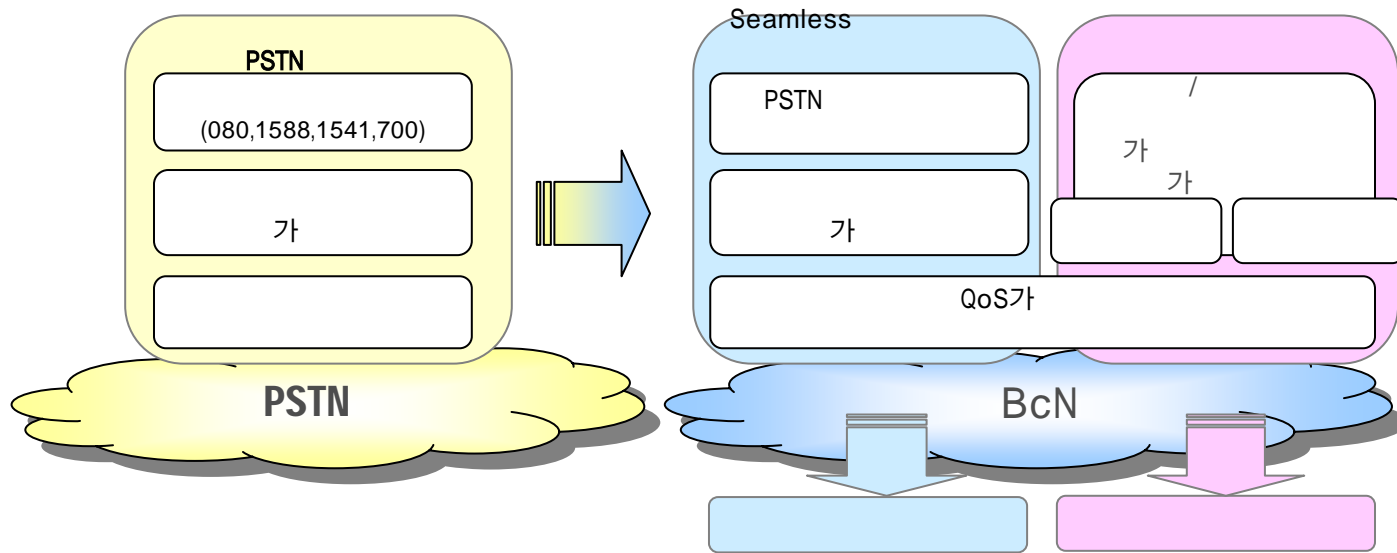 PSTN
(080,1588,1541,700)
가
PSTN
Seamless
PSTN
가
/
가
가
QoS가
BcN